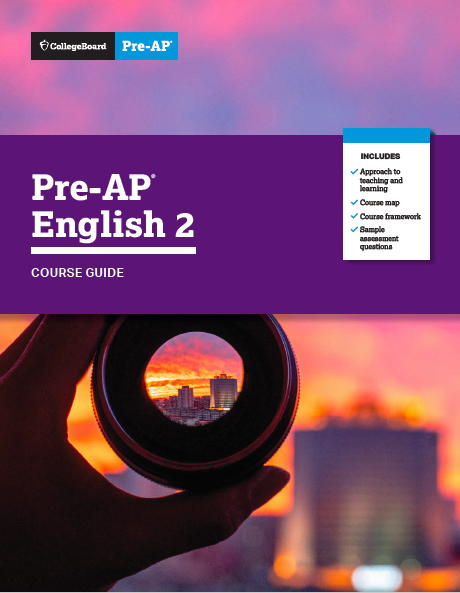 CollegeBoard Pre-AP®
INCLUDES
Approach to
teaching and
learning
Course map
Course framework
Sample
assessment
questions
Pre-AP®
English 2
COURSE GUIDE